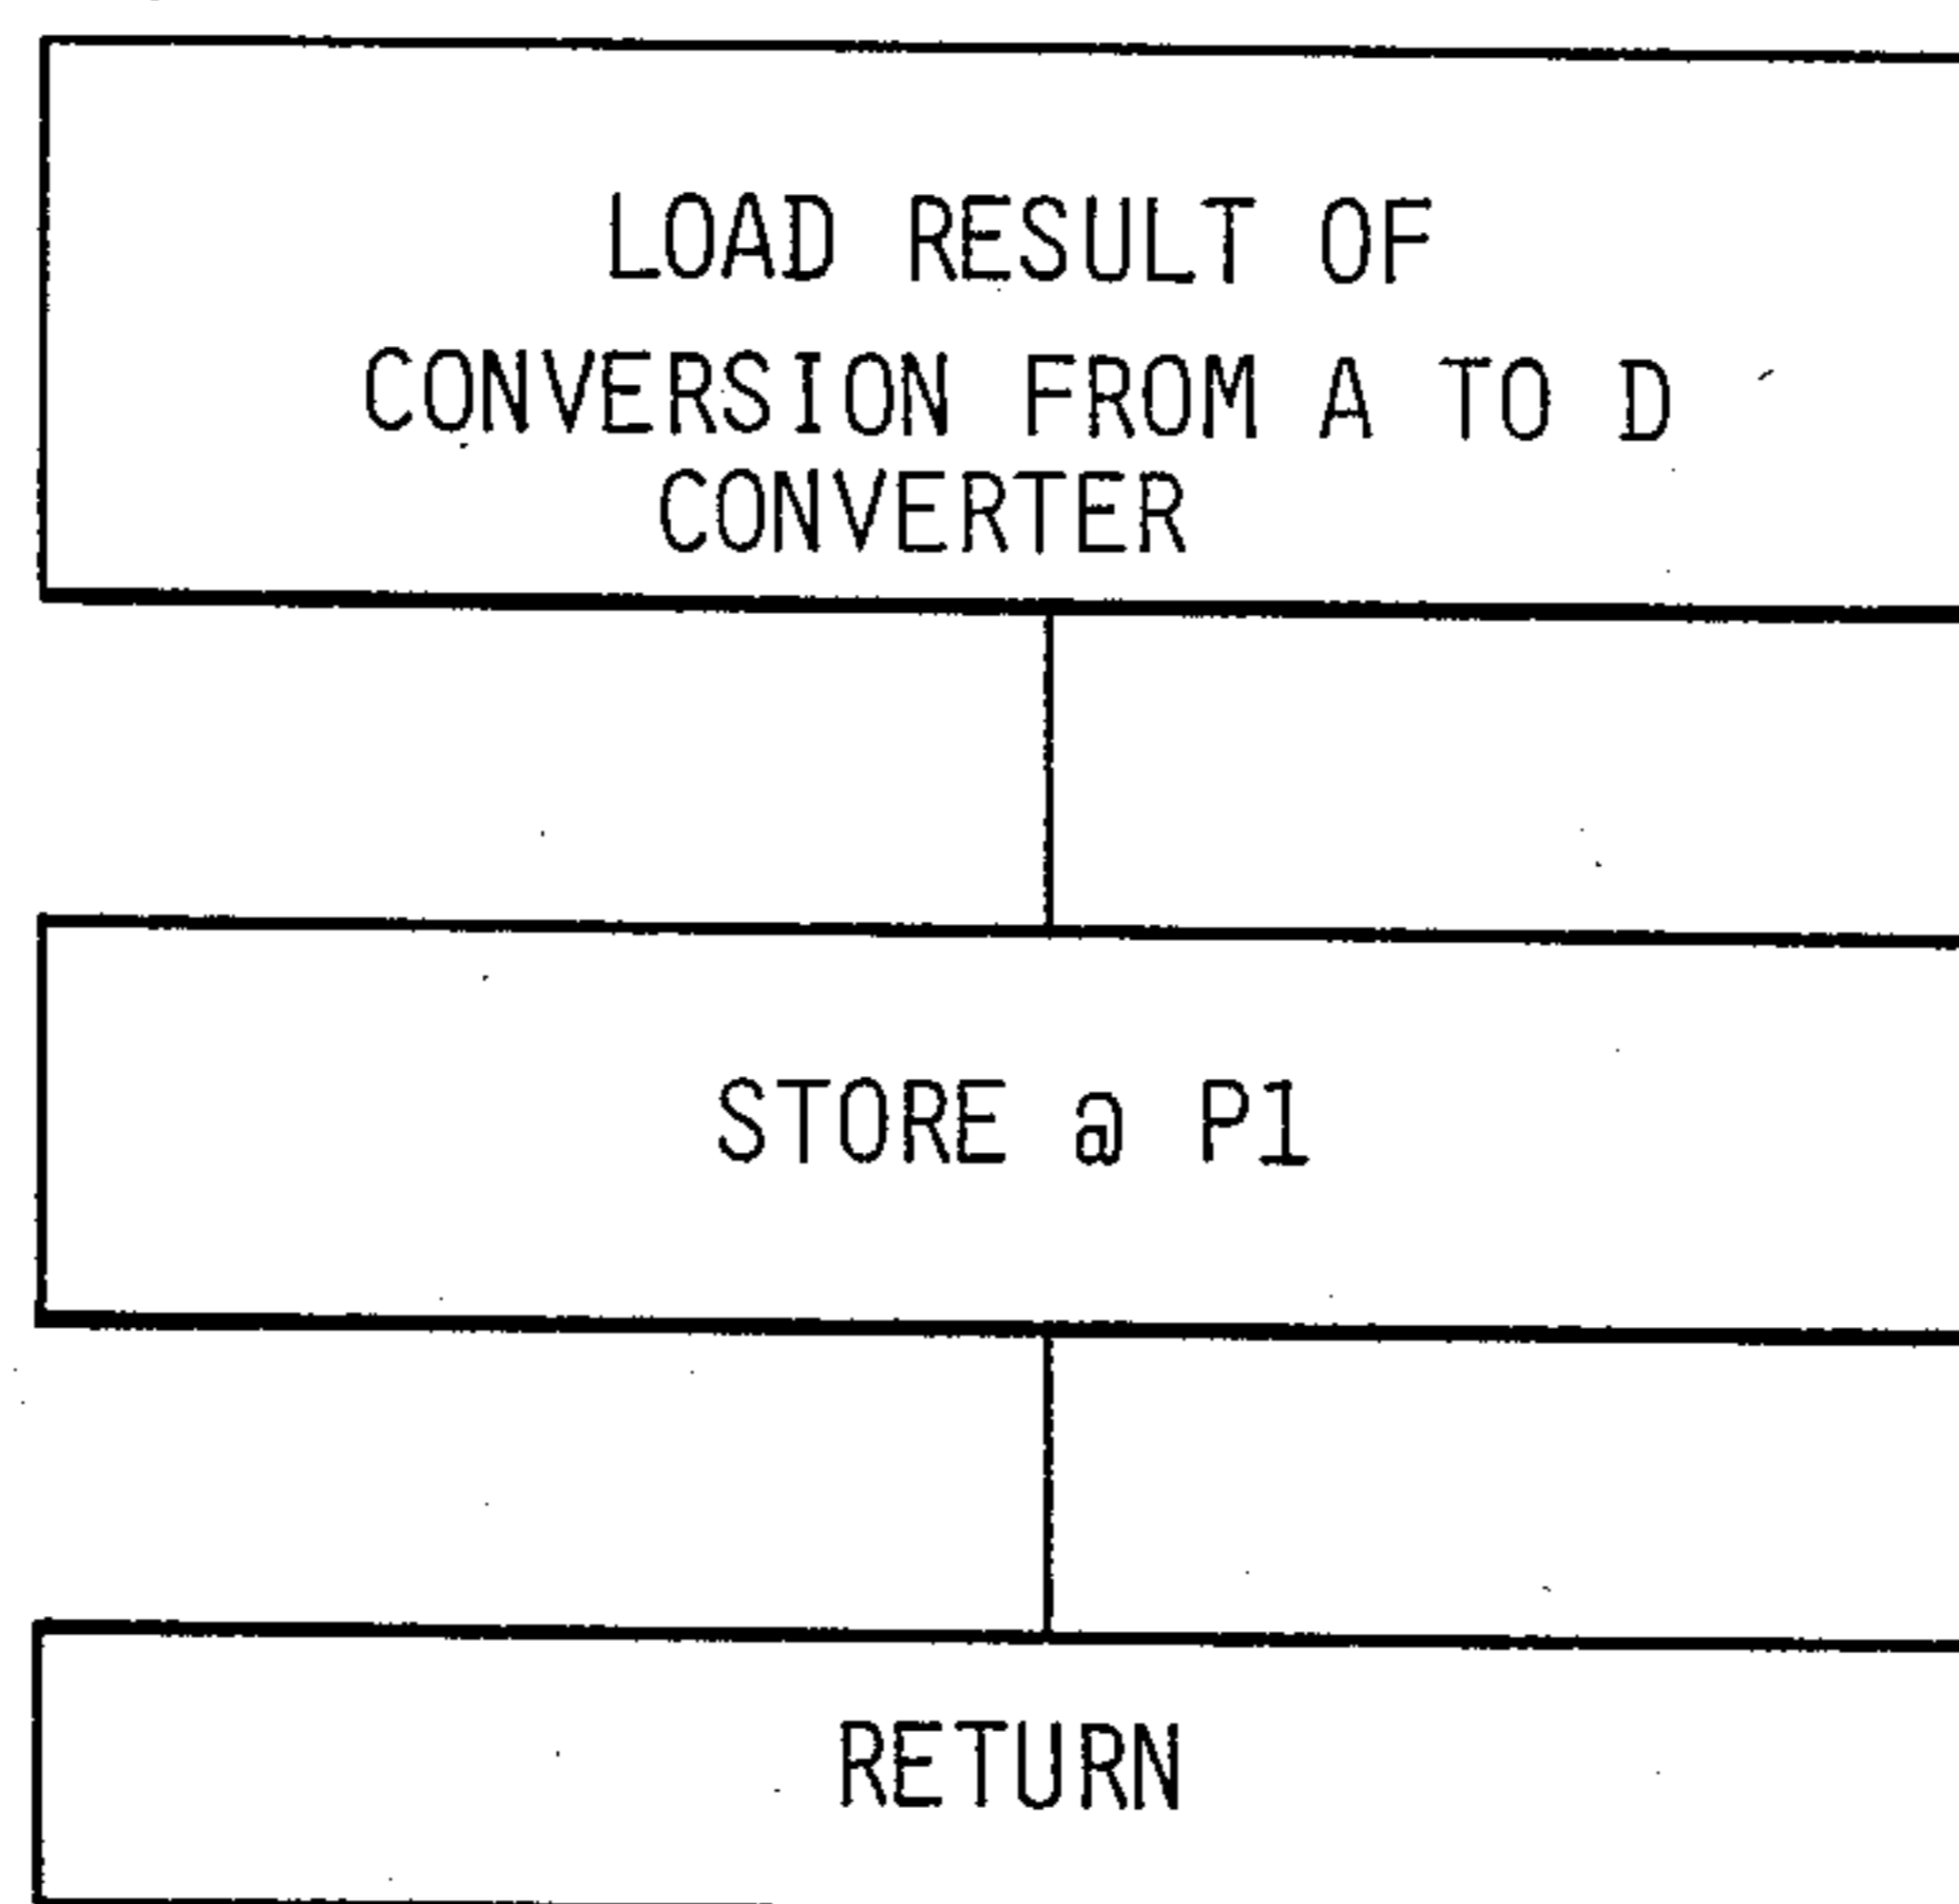 LOAD RESULT OF
CONVERSION FROM A TO D
CONVERTER
STORE @ P1
RETURN